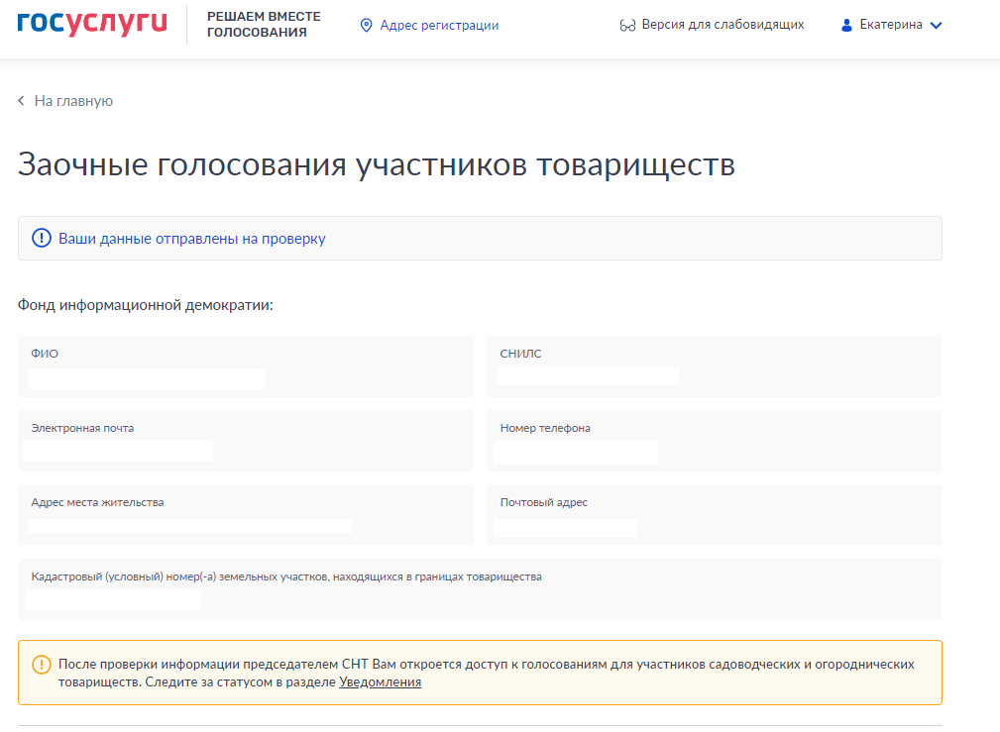 госуслуги
РЕШАЕМ ВМЕСТЕ
ГОЛОСОВАНИЯ
Адрес регистрации
Версия для слабовидящих
Екатерина
На главную
Заочные голосования участников товариществ
Ваши данные отправлены на проверку
Фонд информационной демократии:
ФИО
СНИЛС
Электронная почта
Номер телефона
Адрес места жительства
Почтовый адрес
Кадастровый (условный) номер(-а) земельных участков, находящихся в границах товарищества
После проверки информации председателем СНТ Вам откроется доступ к голосованиям для участников садоводческих и огороднических
товариществ. Следите за статусом в разделе Уведомления